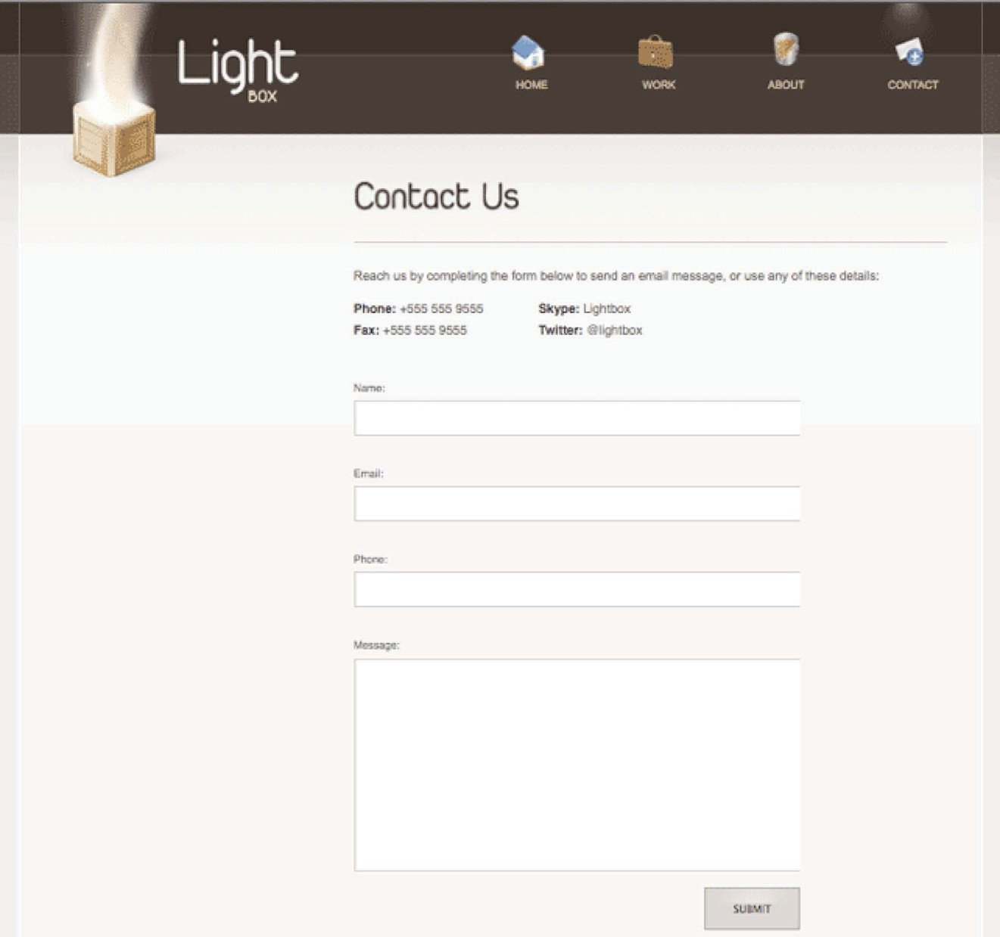 Light
BOX
HOME
WORK
ABOUT
CONTACT
Contact Us
Reach us by completing the form below to send an email message, or use any of these details:
Phone: +555 555 9555
Skype: Lightbox
Fax: +555 555 9555
Twitter: @lightbox
Name:
Email:
Phone:
Message:
SUBMIT